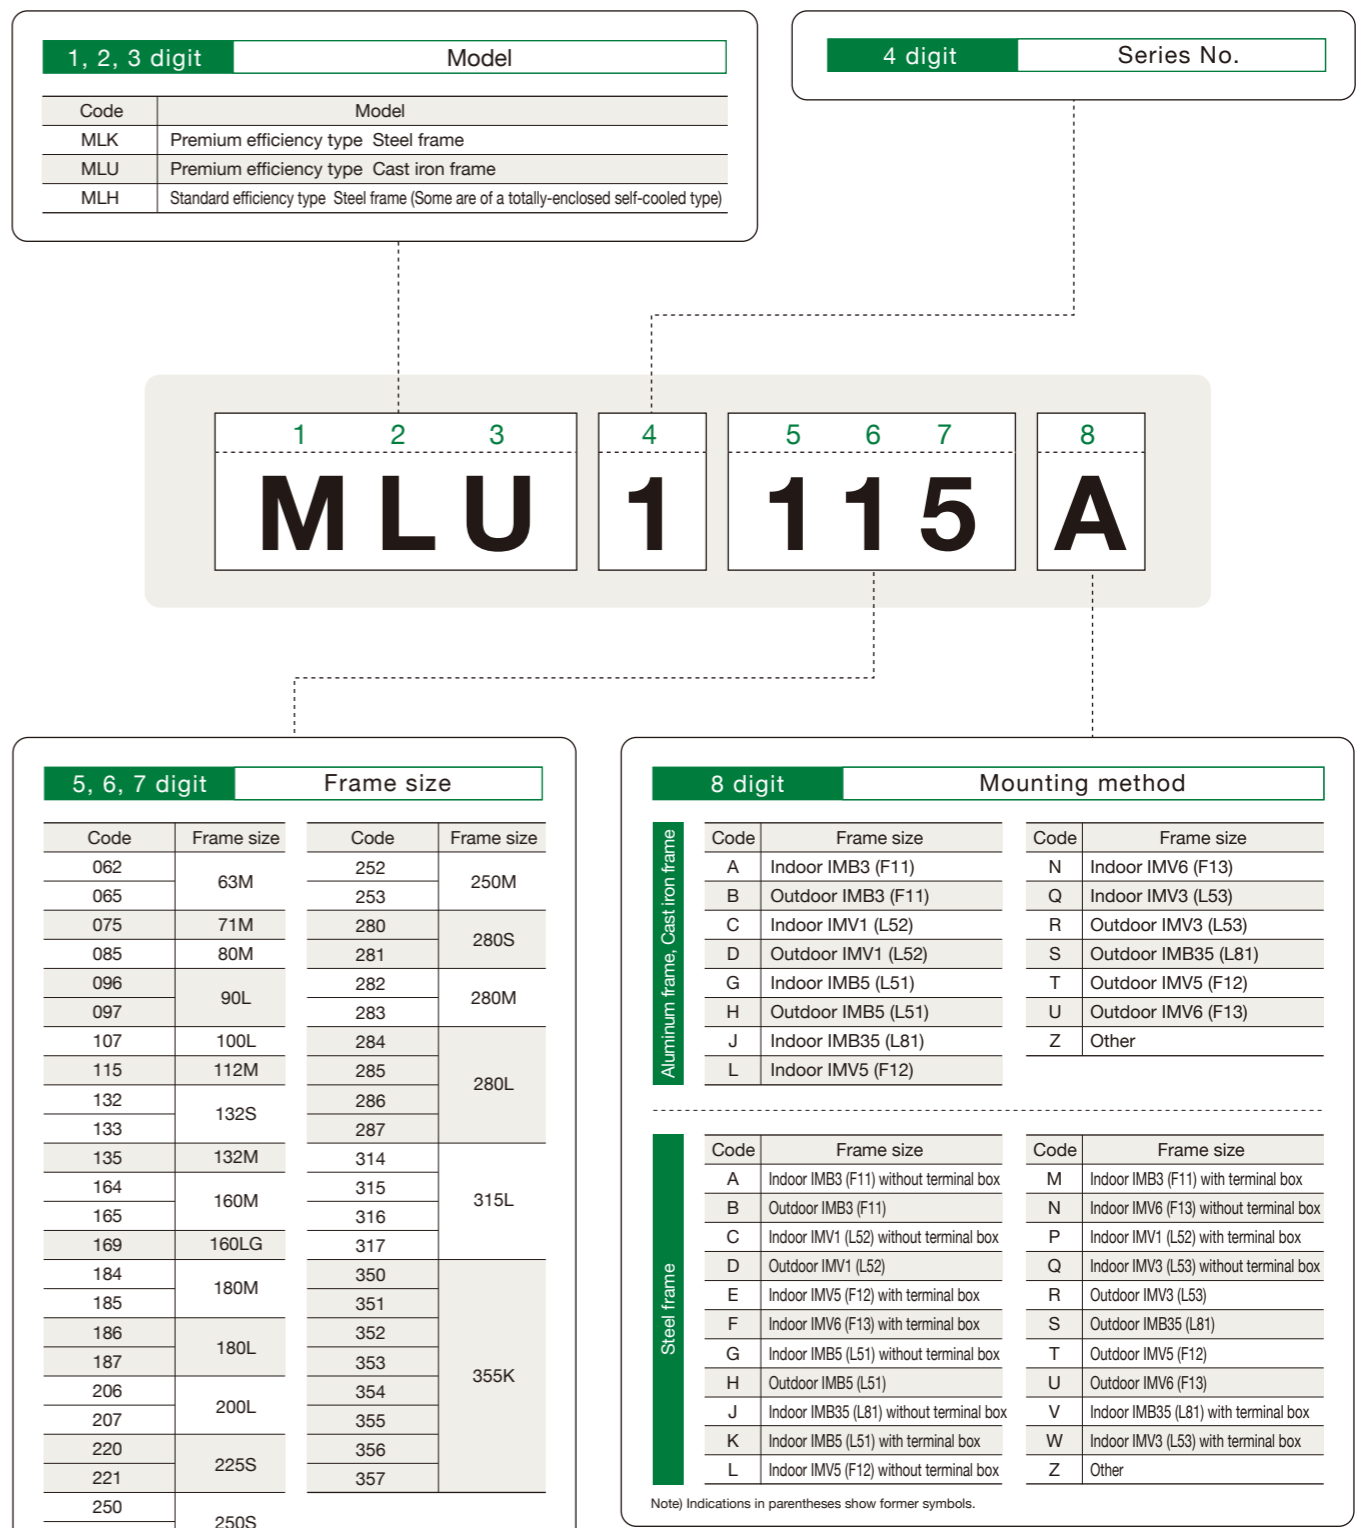 1, 2, 3 digit Model
Code Model
MLK Premium efficiency type Steel frame
MLU Premium efficiency type Cast iron frame
MLH Standard efficiency type Steel frame (Some are of a totally-enclosed self-cooled type)
4 digit Series No.
1 2 3 4 5 6 7 8
MLU 1 115 A
5, 6, 7 digit Frame size
Code Frame size
062 63M
065
075 71M
085 80M
096 90L
097
107 100L
115 112M
132 132S
133
135 132M
164 160M
165
169 160LG
184 180M
185
186 180L
187
206 200L
207
220 225S
221
250 250S
Code Frame size
252 250M
253
280 280S
281
282 280M
283
284 280L
285
286
287
314 315L
315
316
317
350 355K
351
352
353
354
355
356
357
8 digit Mounting method
Aluminum frame, Cast iron frame
Code Frame size
A Indoor IMB3 (F11)
B Outdoor IMB3 (F11)
C Indoor IMV1 (L52)
D Outdoor IMV1 (L52)
G Indoor IMB5 (L51)
H Outdoor IMB5 (L51)
J Indoor IMB35 (L81)
L Indoor IMV5 (F12)
Code Frame size
N Indoor IMV6 (F13)
Q Indoor IMV3 (L53)
R Outdoor IMV3 (L53)
S Outdoor IMB35 (L81)
T Outdoor IMV5 (F12)
U Outdoor IMV6 (F13)
Z Other
Steel frame
Code Frame size
A Indoor IMB3 (F11) without terminal box
B Outdoor IMB3 (F11)
C Indoor IMV1 (L52) without terminal box
D Outdoor IMV1 (L52)
E Indoor IMV5 (F12) with terminal box
F Indoor IMV6 (F13) with terminal box
G Indoor IMB5 (L51) without terminal box
H Outdoor IMB5 (L51)
J Indoor IMB35 (L81) without terminal box
K Indoor IMB5 (L51) with terminal box
L Indoor IMV5 (F12) without terminal box
Code Frame size
M Indoor IMB3 (F11) with terminal box
N Indoor IMV6 (F13) without terminal box
P Indoor IMV1 (L52) with terminal box
Q Indoor IMV3 (L53) without terminal box
R Outdoor IMV3 (L53)
S Outdoor IMB35 (L81)
T Outdoor IMV5 (F12)
U Outdoor IMV6 (F13)
V Indoor IMB35 (L81) with terminal box
W Indoor IMV3 (L53) with terminal box
Z Other
Note) Indications in parentheses show former symbols.